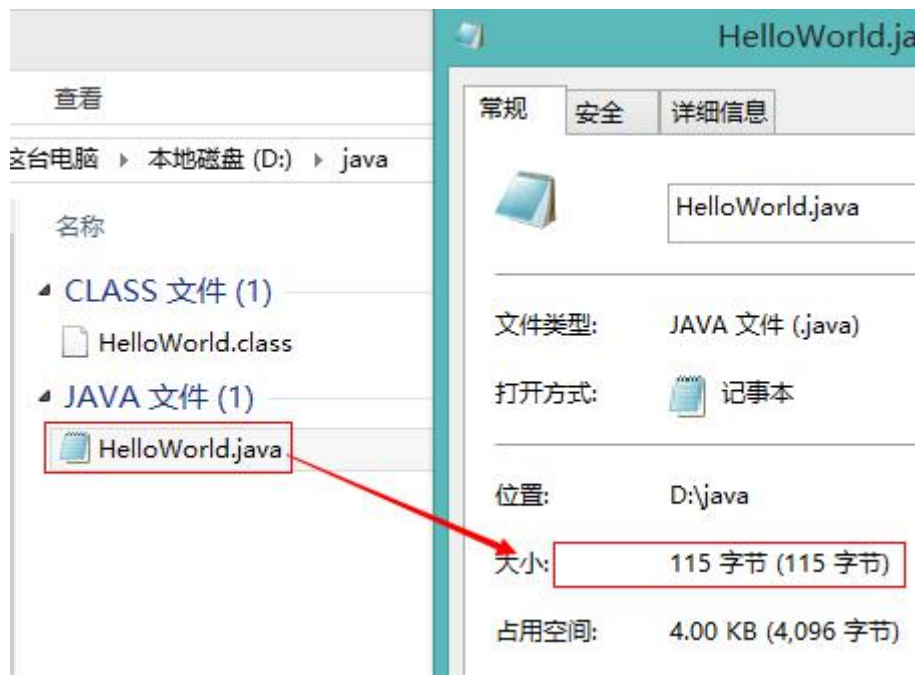 HelloWorld.ja
查看
常规
安全
详细信息
这台电脑 ▸ 本地磁盘 (D:) ▸ java
HelloWorld.java
名称
CLASS 文件 (1)
HelloWorld.class
JAVA 文件 (1)
HelloWorld.java
文件类型: JAVA 文件 (.java)
打开方式: 记事本
位置: D:\java
大小: 115 字节 (115 字节)
占用空间: 4.00 KB (4,096 字节)